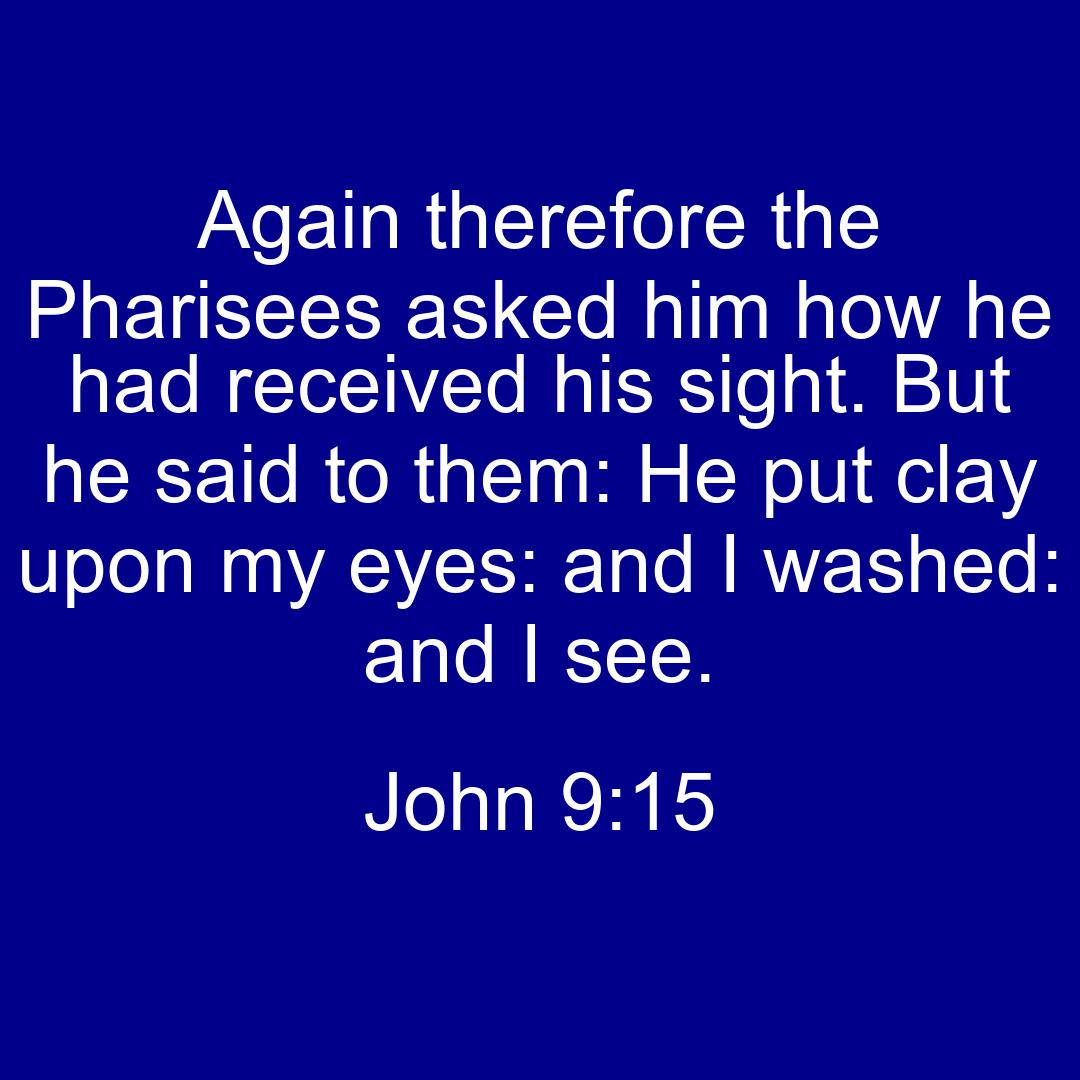 Again therefore the
Pharisees asked him how he
had received his sight. But
he said to them: He put clay
upon my eyes: and I washed:
and I see.
John 9:15